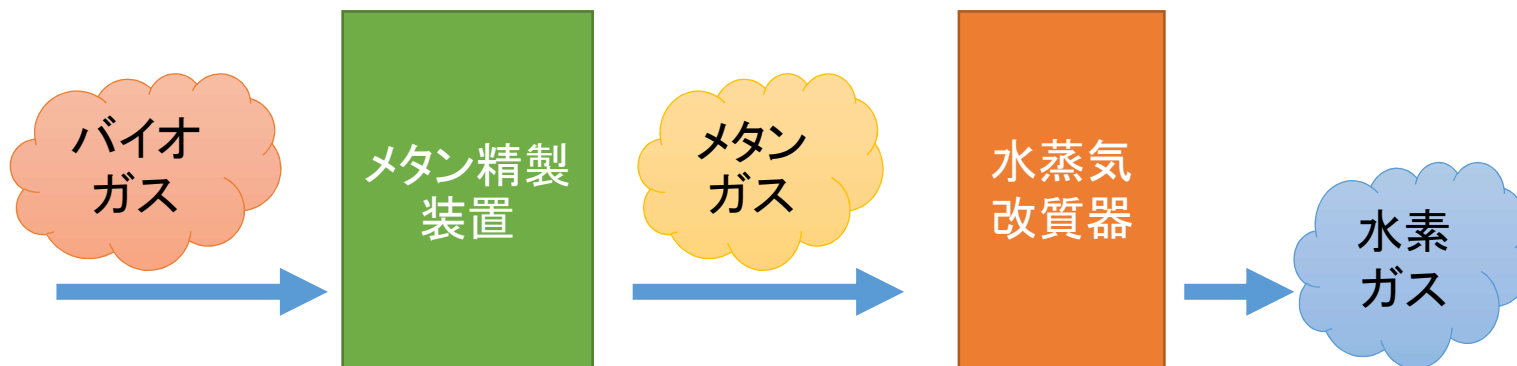 バイオ
ガス
メタン精製
装置
メタン
ガス
水蒸気
改質器
水素
ガス